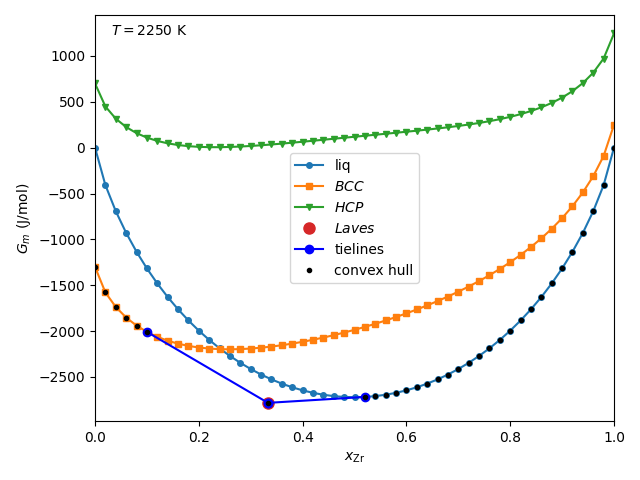 T = 2250 K
1000
500
0
−500
−1000
−1500
−2000
−2500
G_m (J/mol)
liq
BCC
HCP
Laves
tielines
convex hull
0.0 0.2 0.4 0.6 0.8 1.0
x_Zr